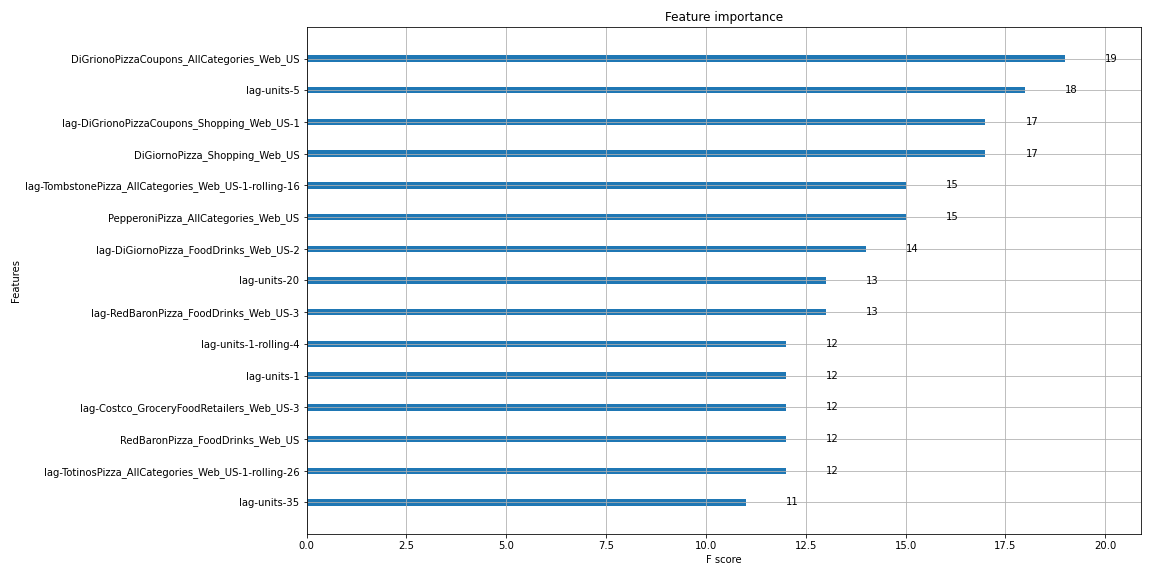 Feature importance
DiGrionoPizzaCoupons_AllCategories_Web_US 19
lag-units-5 18
lag-DiGrionoPizzaCoupons_Shopping_Web_US-1 17
DiGiornoPizza_Shopping_Web_US 17
lag-TombstonePizza_AllCategories_Web_US-1-rolling-16 15
PepperoniPizza_AllCategories_Web_US 15
lag-DiGiornoPizza_FoodDrinks_Web_US-2 14
lag-units-20 13
lag-RedBaronPizza_FoodDrinks_Web_US-3 13
lag-units-1-rolling-4 12
lag-units-1 12
lag-Costco_GroceryFoodRetailers_Web_US-3 12
RedBaronPizza_FoodDrinks_Web_US 12
lag-TotinosPizza_AllCategories_Web_US-1-rolling-26 12
lag-units-35 11
Features
0.0 2.5 5.0 7.5 10.0 12.5 15.0 17.5 20.0
F score